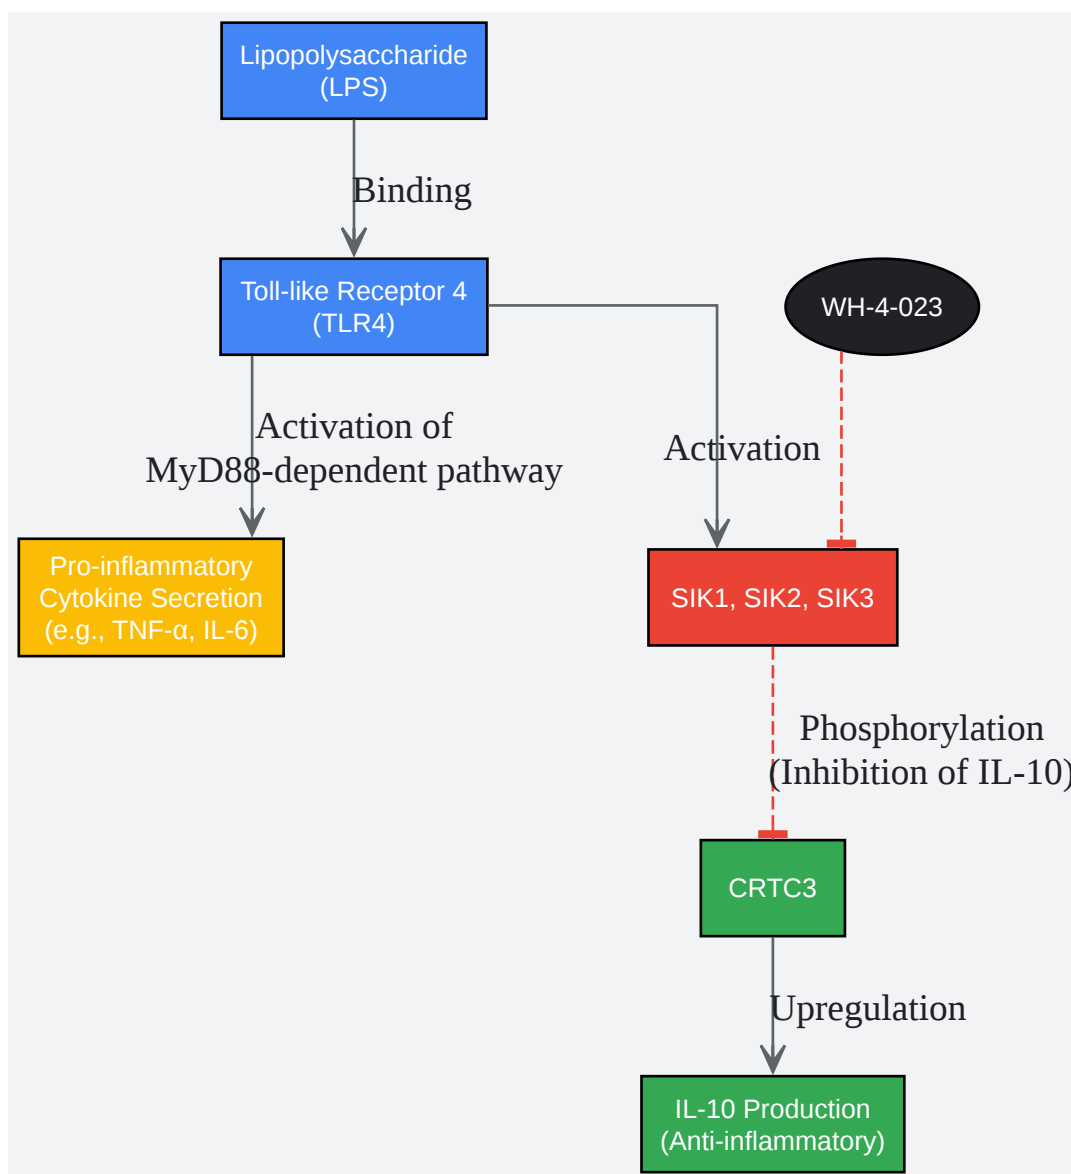 Lipopolysaccharide
(LPS)
Binding
Toll-like Receptor 4
(TLR4)
WH-4-023
Activation of
MyD88-dependent pathway
Activation
Pro-inflammatory
Cytokine Secretion
(e.g., TNF-α, IL-6)
SIK1, SIK2, SIK3
Phosphorylation
(Inhibition of IL-10)
CRTC3
Upregulation
IL-10 Production
(Anti-inflammatory)